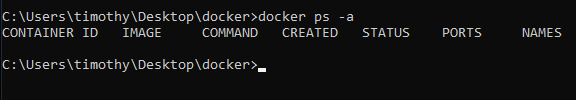 C:\Users\timothy\Desktop\docker>docker ps -a
CONTAINER ID   IMAGE     COMMAND   CREATED   STATUS    PORTS     NAMES
C:\Users\timothy\Desktop\docker>